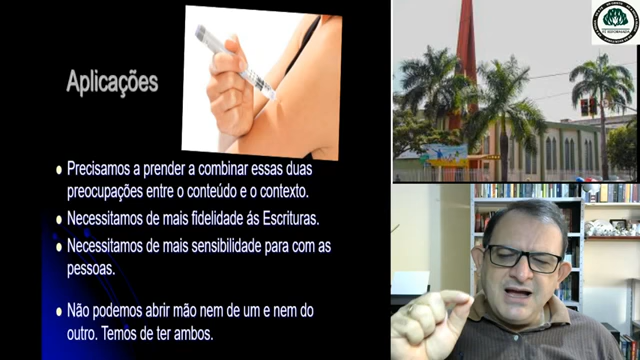 Aplicações
Precisamos a prender a combinar essas duas
preocupações entre o conteúdo e o contexto.
Necessitamos de mais fidelidade ás Escrituras.
Necessitamos de mais sensibilidade para com as
pessoas.
Não podemos abrir mão nem de um e nem do
outro. Temos de ter ambos.